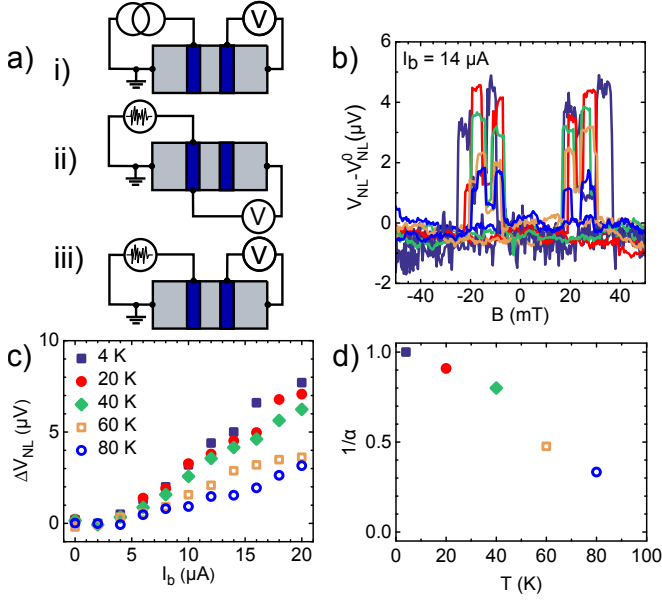 a)
i)
V
ii)
V
iii)
V
b)
I_b = 14 µA
V_NL-V_NL^0 (µV)
6
4
2
0
-2
-40 -20 0 20 40
B (mT)
c)
4 K
20 K
40 K
60 K
80 K
ΔV_NL (µV)
10
5
0
0 5 10 15 20
I_b (µA)
d)
1/α
1.0
0.5
0.0
0 20 40 60 80 100
T (K)